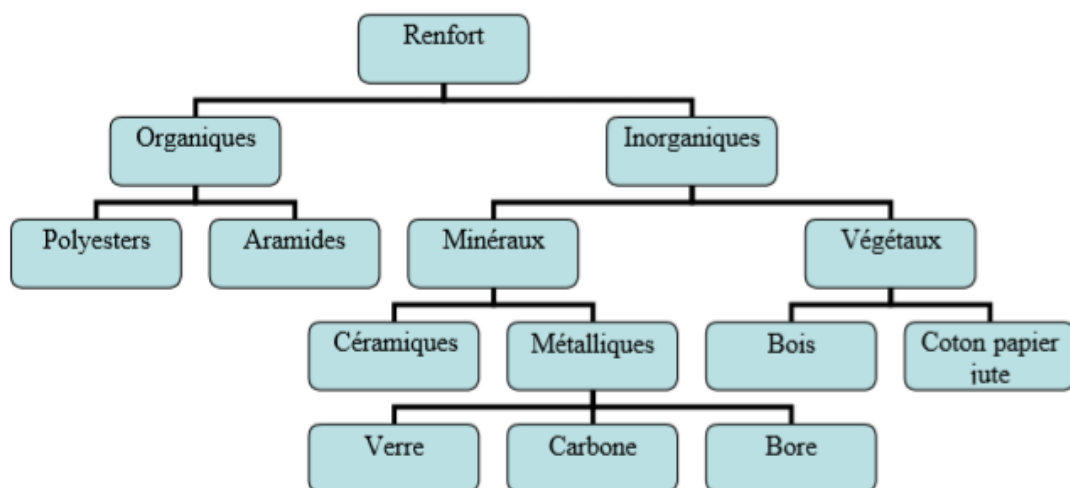 Renfort
Organiques
Inorganiques
Polyesters
Aramides
Minéraux
Végétaux
Céramiques
Métalliques
Bois
Coton papier
jute
Verre
Carbone
Bore